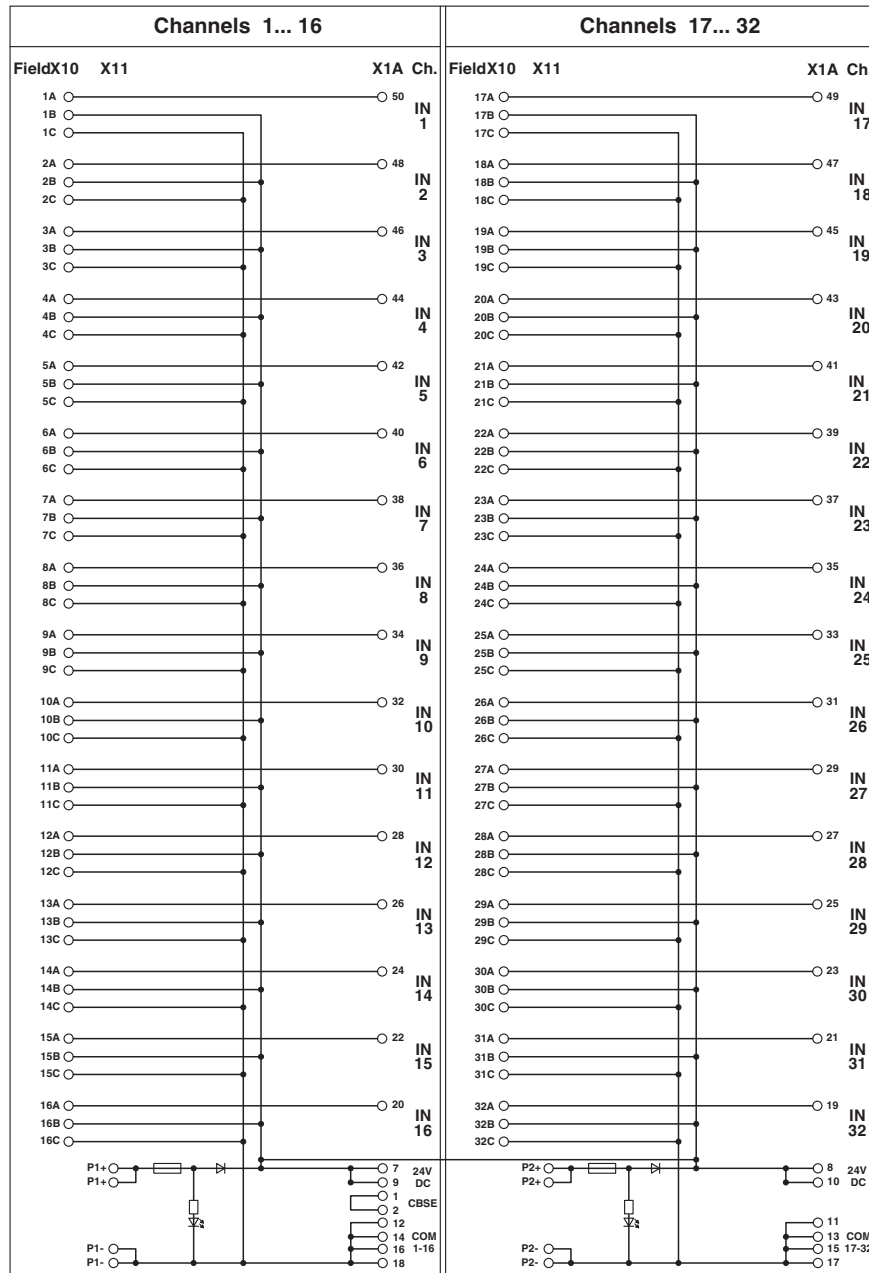 Channels 1... 16
FieldX10 X11 X1A Ch.
1A 50
1B IN
1C 1
2A 48
2B IN
2C 2
3A 46
3B IN
3C 3
4A 44
4B IN
4C 4
5A 42
5B IN
5C 5
6A 40
6B IN
6C 6
7A 38
7B IN
7C 7
8A 36
8B IN
8C 8
9A 34
9B IN
9C 9
10A 32
10B IN
10C 10
11A 30
11B IN
11C 11
12A 28
12B IN
12C 12
13A 26
13B IN
13C 13
14A 24
14B IN
14C 14
15A 22
15B IN
15C 15
16A 20
16B IN
16C 16
P1+ 7 24V
P1+ 9 DC
1
2 CBSE
12
14 COM
P1- 16 1-16
P1- 18
Channels 17... 32
FieldX10 X11 X1A Ch.
17A 49
17B IN
17C 17
18A 47
18B IN
18C 18
19A 45
19B IN
19C 19
20A 43
20B IN
20C 20
21A 41
21B IN
21C 21
22A 39
22B IN
22C 22
23A 37
23B IN
23C 23
24A 35
24B IN
24C 24
25A 33
25B IN
25C 25
26A 31
26B IN
26C 26
27A 29
27B IN
27C 27
28A 27
28B IN
28C 28
29A 25
29B IN
29C 29
30A 23
30B IN
30C 30
31A 21
31B IN
31C 31
32A 19
32B IN
32C 32
P2+ 8 24V
P2+ 10 DC
11
13 COM
P2- 15 17-32
P2- 17